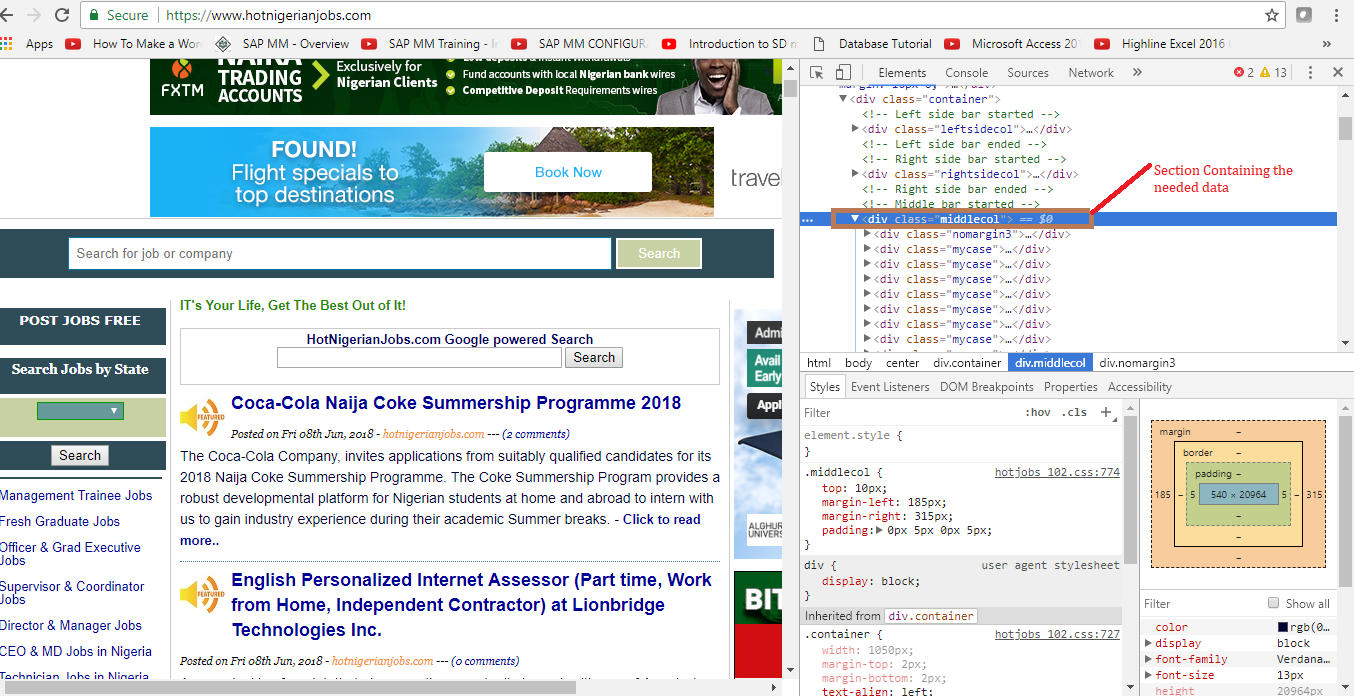 Secure
https://www.hotnigerianjobs.com
Apps
How To Make a Wor
SAP MM - Overview
SAP MM Training - I
SAP MM CONFIGUR
Introduction to SD m
Database Tutorial
Microsoft Access 201
Highline Excel 2016
»
FXTM
NAIRA
TRADING
ACCOUNTS
Exclusively for
Nigerian Clients
Fund accounts with local Nigerian bank wires
Competitive Deposit Requirements wires
FOUND!
Flight specials to
top destinations
Book Now
trave
Search for job or company
Search
POST JOBS FREE
Search Jobs by State
Search
Management Trainee Jobs
Fresh Graduate Jobs
Officer & Grad Executive
Jobs
Supervisor & Coordinator
Jobs
Director & Manager Jobs
CEO & MD Jobs in Nigeria
Technician Jobs in Nigeria
IT's Your Life, Get The Best Out of It!
HotNigerianJobs.com Google powered Search
Search
FEATURED
Coca-Cola Naija Coke Summership Programme 2018
Posted on Fri 08th Jun, 2018 - hotnigerianjobs.com --- (2 comments)
The Coca-Cola Company, invites applications from suitably qualified candidates for its
2018 Naija Coke Summership Programme. The Coke Summership Program provides a
robust developmental platform for Nigerian students at home and abroad to intern with
us to gain industry experience during their academic Summer breaks. - Click to read
more..
FEATURED
English Personalized Internet Assessor (Part time, Work
from Home, Independent Contractor) at Lionbridge
Technologies Inc.
Posted on Fri 08th Jun, 2018 - hotnigerianjobs.com --- (0 comments)
Admi
Avail
Early
Appl
ALGHUR
UNIVERS
BIT
Elements
Console
Sources
Network
»
2
13
margin: 10px 0;
<div class="container">
<!-- Left side bar started -->
<div class="leftsidecol">…</div>
<!-- Left side bar ended -->
<!-- Right side bar started -->
<div class="rightsidecol">…</div>
<!-- Right side bar ended -->
<!-- Middle bar started -->
<div class="middlecol"> == $0
<div class="nomargin3">…</div>
<div class="mycase">…</div>
<div class="mycase">…</div>
<div class="mycase">…</div>
<div class="mycase">…</div>
<div class="mycase">…</div>
<div class="mycase">…</div>
<div class="mycase">…</div>
Section Containing the
needed data
html body center div.container div.middlecol div.nomargin3
Styles Event Listeners DOM Breakpoints Properties Accessibility
Filter
:hov .cls +
element.style {
}
.middlecol {
hotjobs 102.css:774
top: 10px;
margin-left: 185px;
margin-right: 315px;
padding: 0px 5px 0px 5px;
}
div {
user agent stylesheet
display: block;
}
Inherited from div.container
.container {
hotjobs 102.css:727
width: 1050px;
margin-top: 2px;
margin-bottom: 2px;
text-align: left;
margin –
border –
padding –
185 – 5 540 × 20964 5 – 315
–
–
–
Filter
Show all
color rgb(0…
display block
font-family Verdana…
font-size 13px
height 20964px